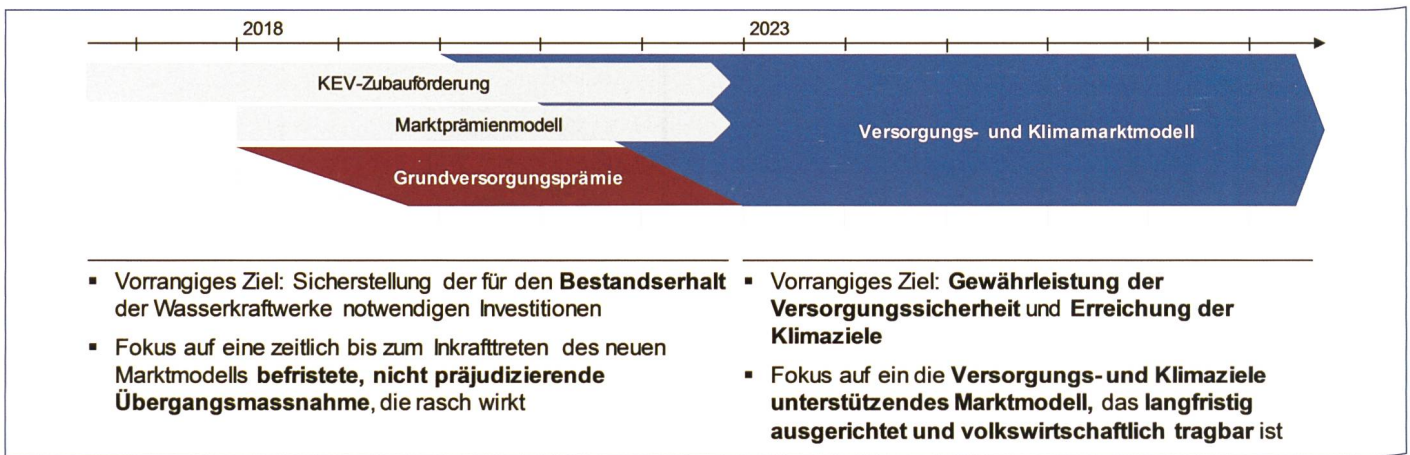 2018
2023
KEV-Zubauförderung
Marktprämienmodell
Versorgungs- und Klimamarktmodell
Grundversorgungsprämie
▪ Vorrangiges Ziel: Sicherstellung der für den Bestandserhalt
der Wasserkraftwerke notwendigen Investitionen
▪ Fokus auf eine zeitlich bis zum Inkrafttreten des neuen
Marktmodells befristete, nicht präjudizierende
Übergangsmassnahme, die rasch wirkt
▪ Vorrangiges Ziel: Gewährleistung der
Versorgungssicherheit und Erreichung der
Klimaziele
▪ Fokus auf ein die Versorgungs- und Klimaziele
unterstützendes Marktmodell, das langfristig
ausgerichtet und volkswirtschaftlich tragbar ist